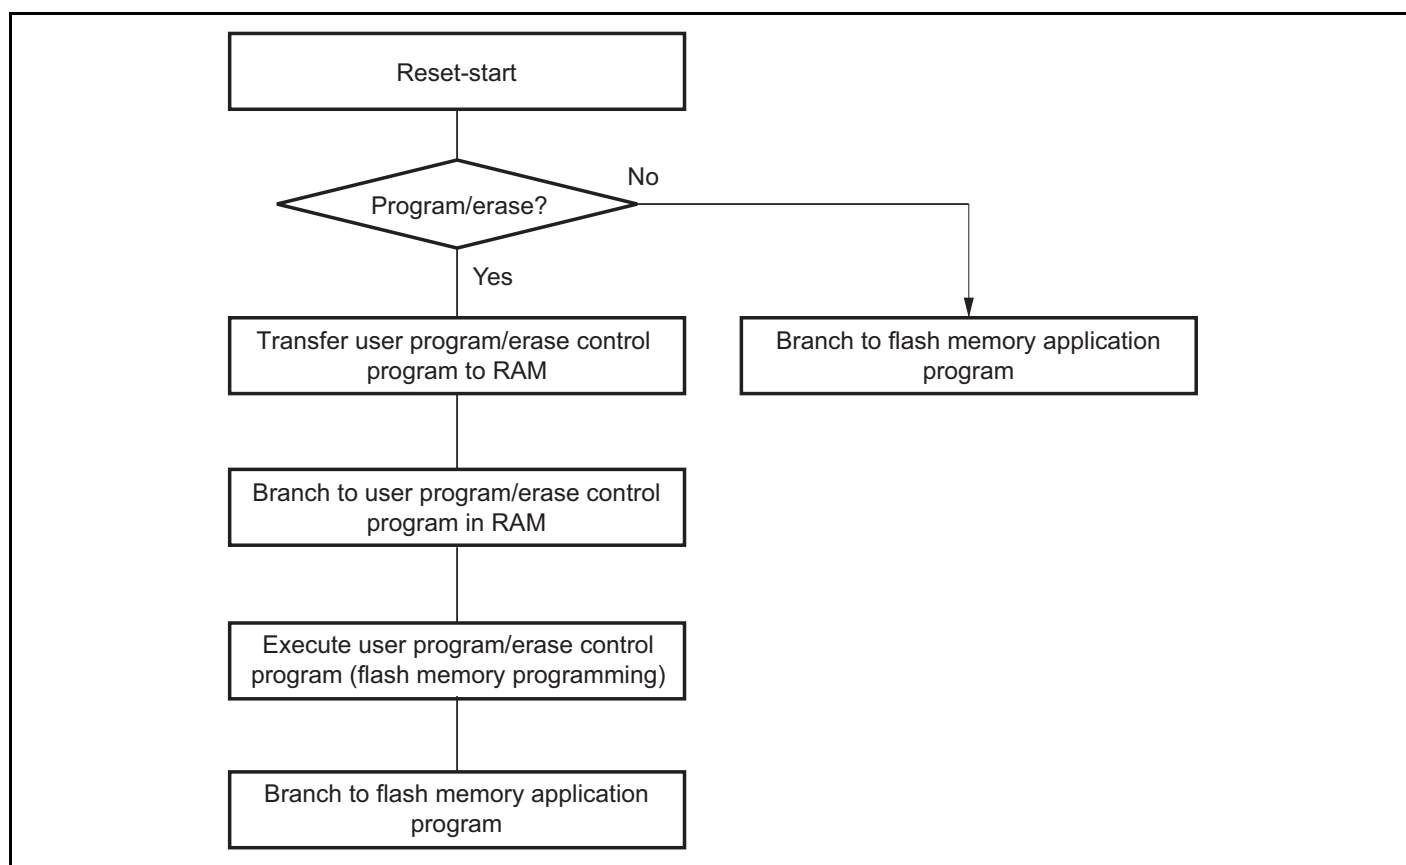 Reset-start
No
Program/erase?
Yes
Transfer user program/erase control
program to RAM
Branch to flash memory application
program
Branch to user program/erase control
program in RAM
Execute user program/erase control
program (flash memory programming)
Branch to flash memory application
program